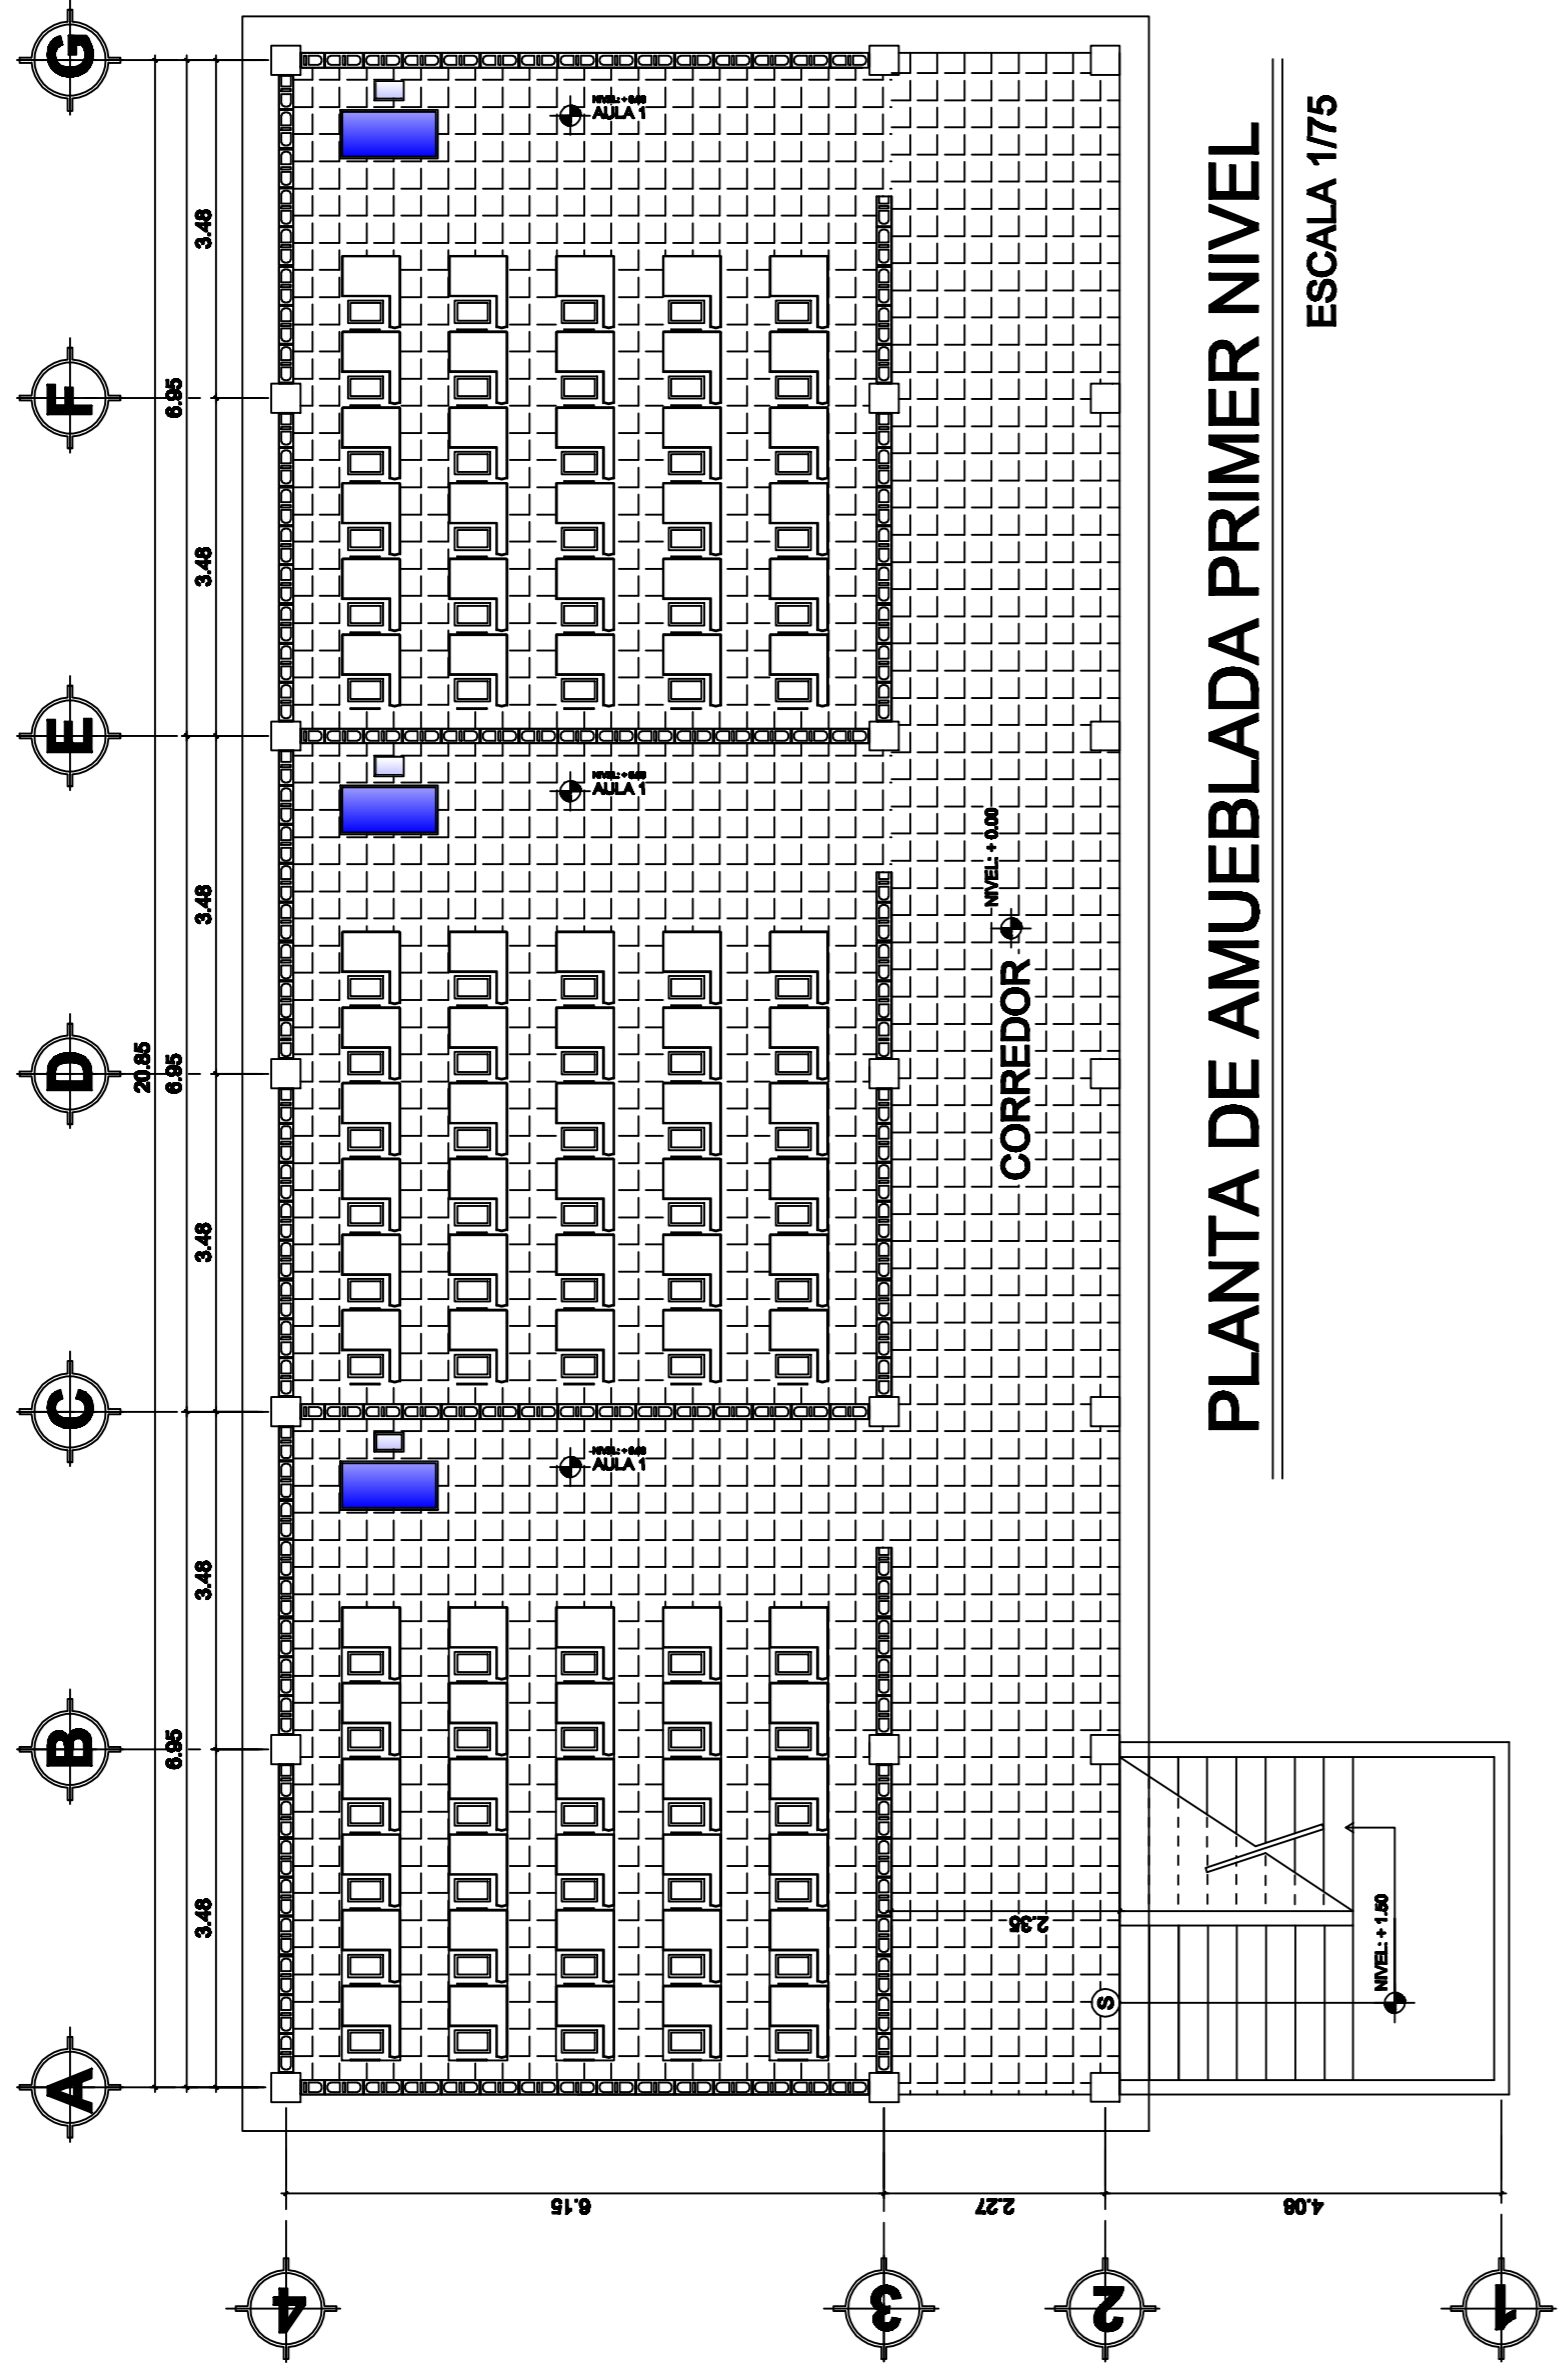 G
F
E
D
C
B
A
20.85
6.95
6.95
6.95
3.48
3.48
3.48
3.48
3.48
3.48
AULA 1
AULA 1
AULA 1
NIVEL: + 0.00
CORREDOR
2.35
S
NIVEL: + 1.50
6.15
2.27
4.08
4
3
2
1
PLANTA DE AMUEBLADA PRIMER NIVEL
ESCALA 1/75